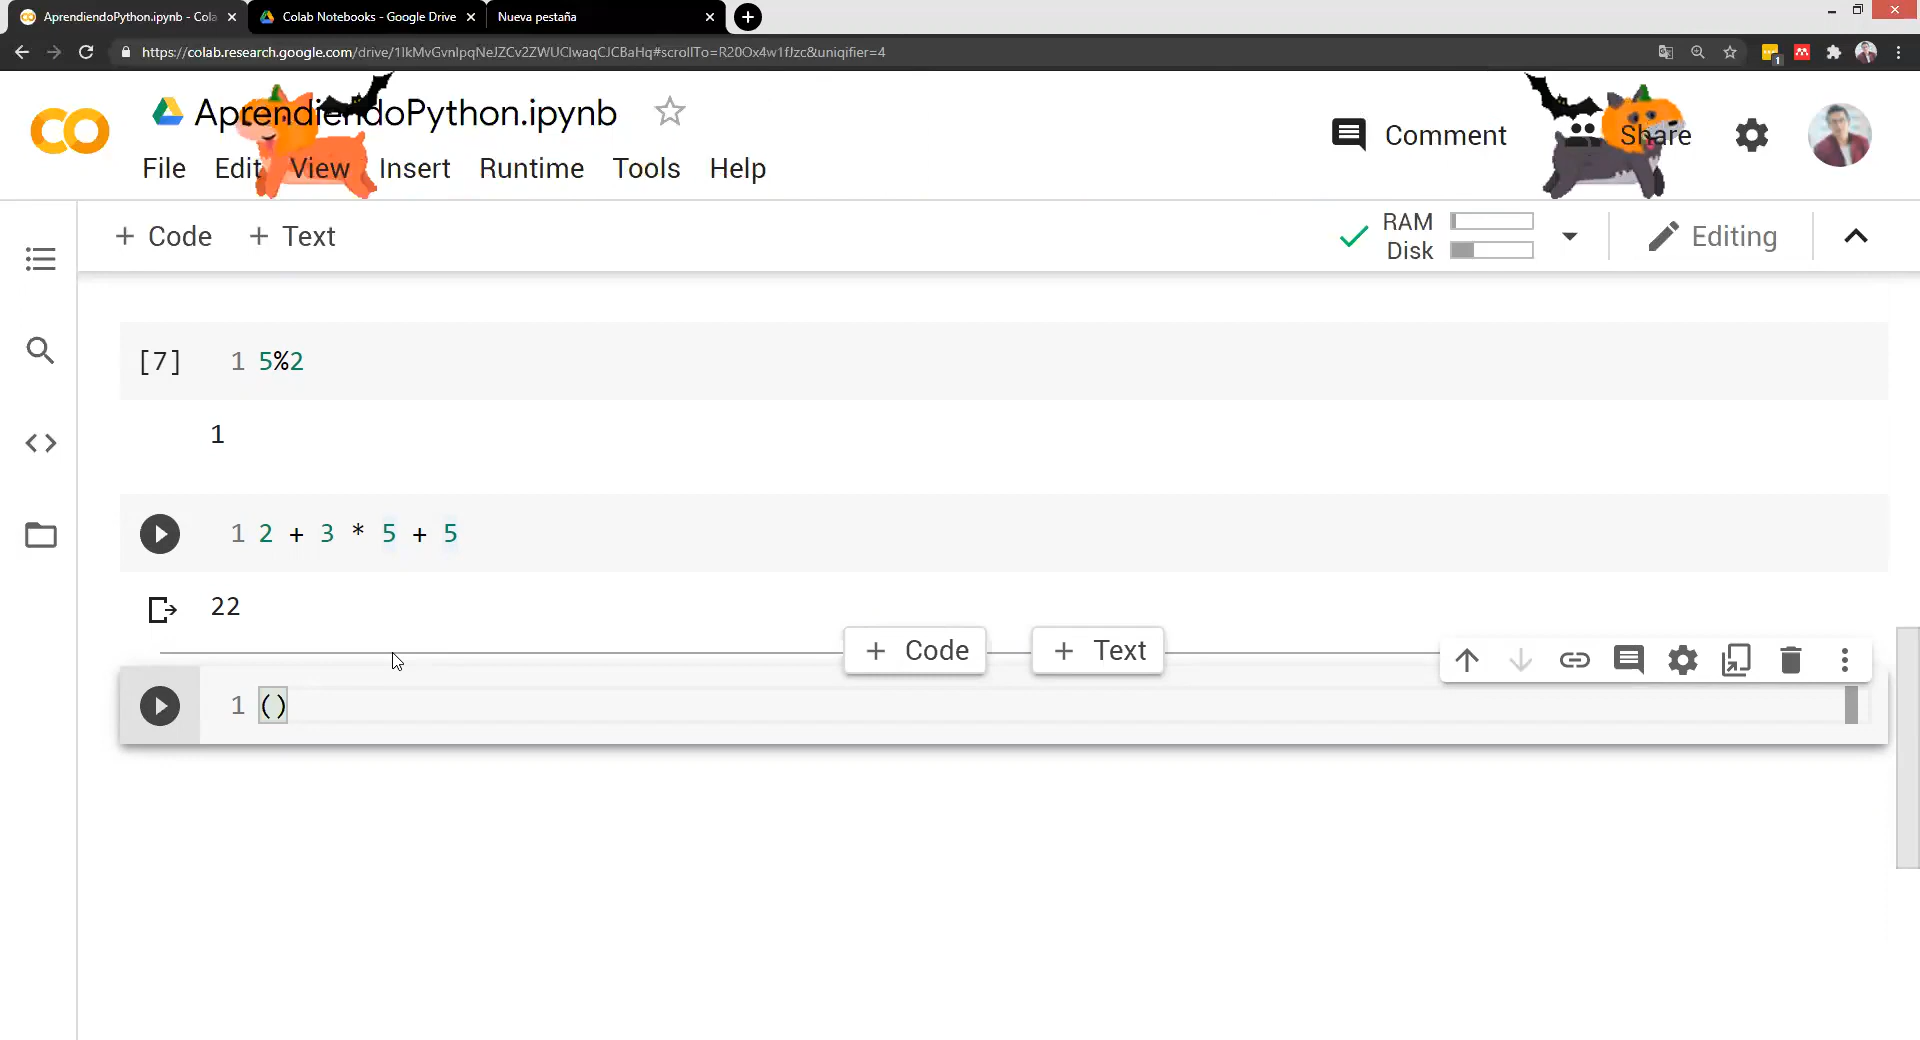 AprendiendoPython.ipynb - Cola
Colab Notebooks - Google Drive
Nueva pestaña
https://colab.research.google.com/drive/1IkMvGvnIpqNeJZCv2ZWUClwaqCJCBaHq#scrollTo=R20Ox4w1fJzc&uniqifier=4
1
AprendiendoPython.ipynb
Comment
Share
File Edit View Insert Runtime Tools Help
+ Code + Text
RAM
Disk
Editing
[7] 1 5%2
1
1 2 + 3 * 5 + 5
22
+ Code + Text
1 ()